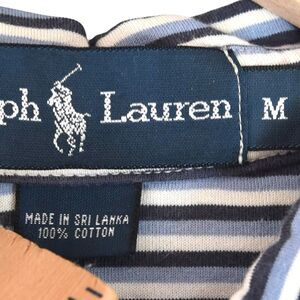 ph Lauren M
MADE IN SRI LANKA
100% COTTON